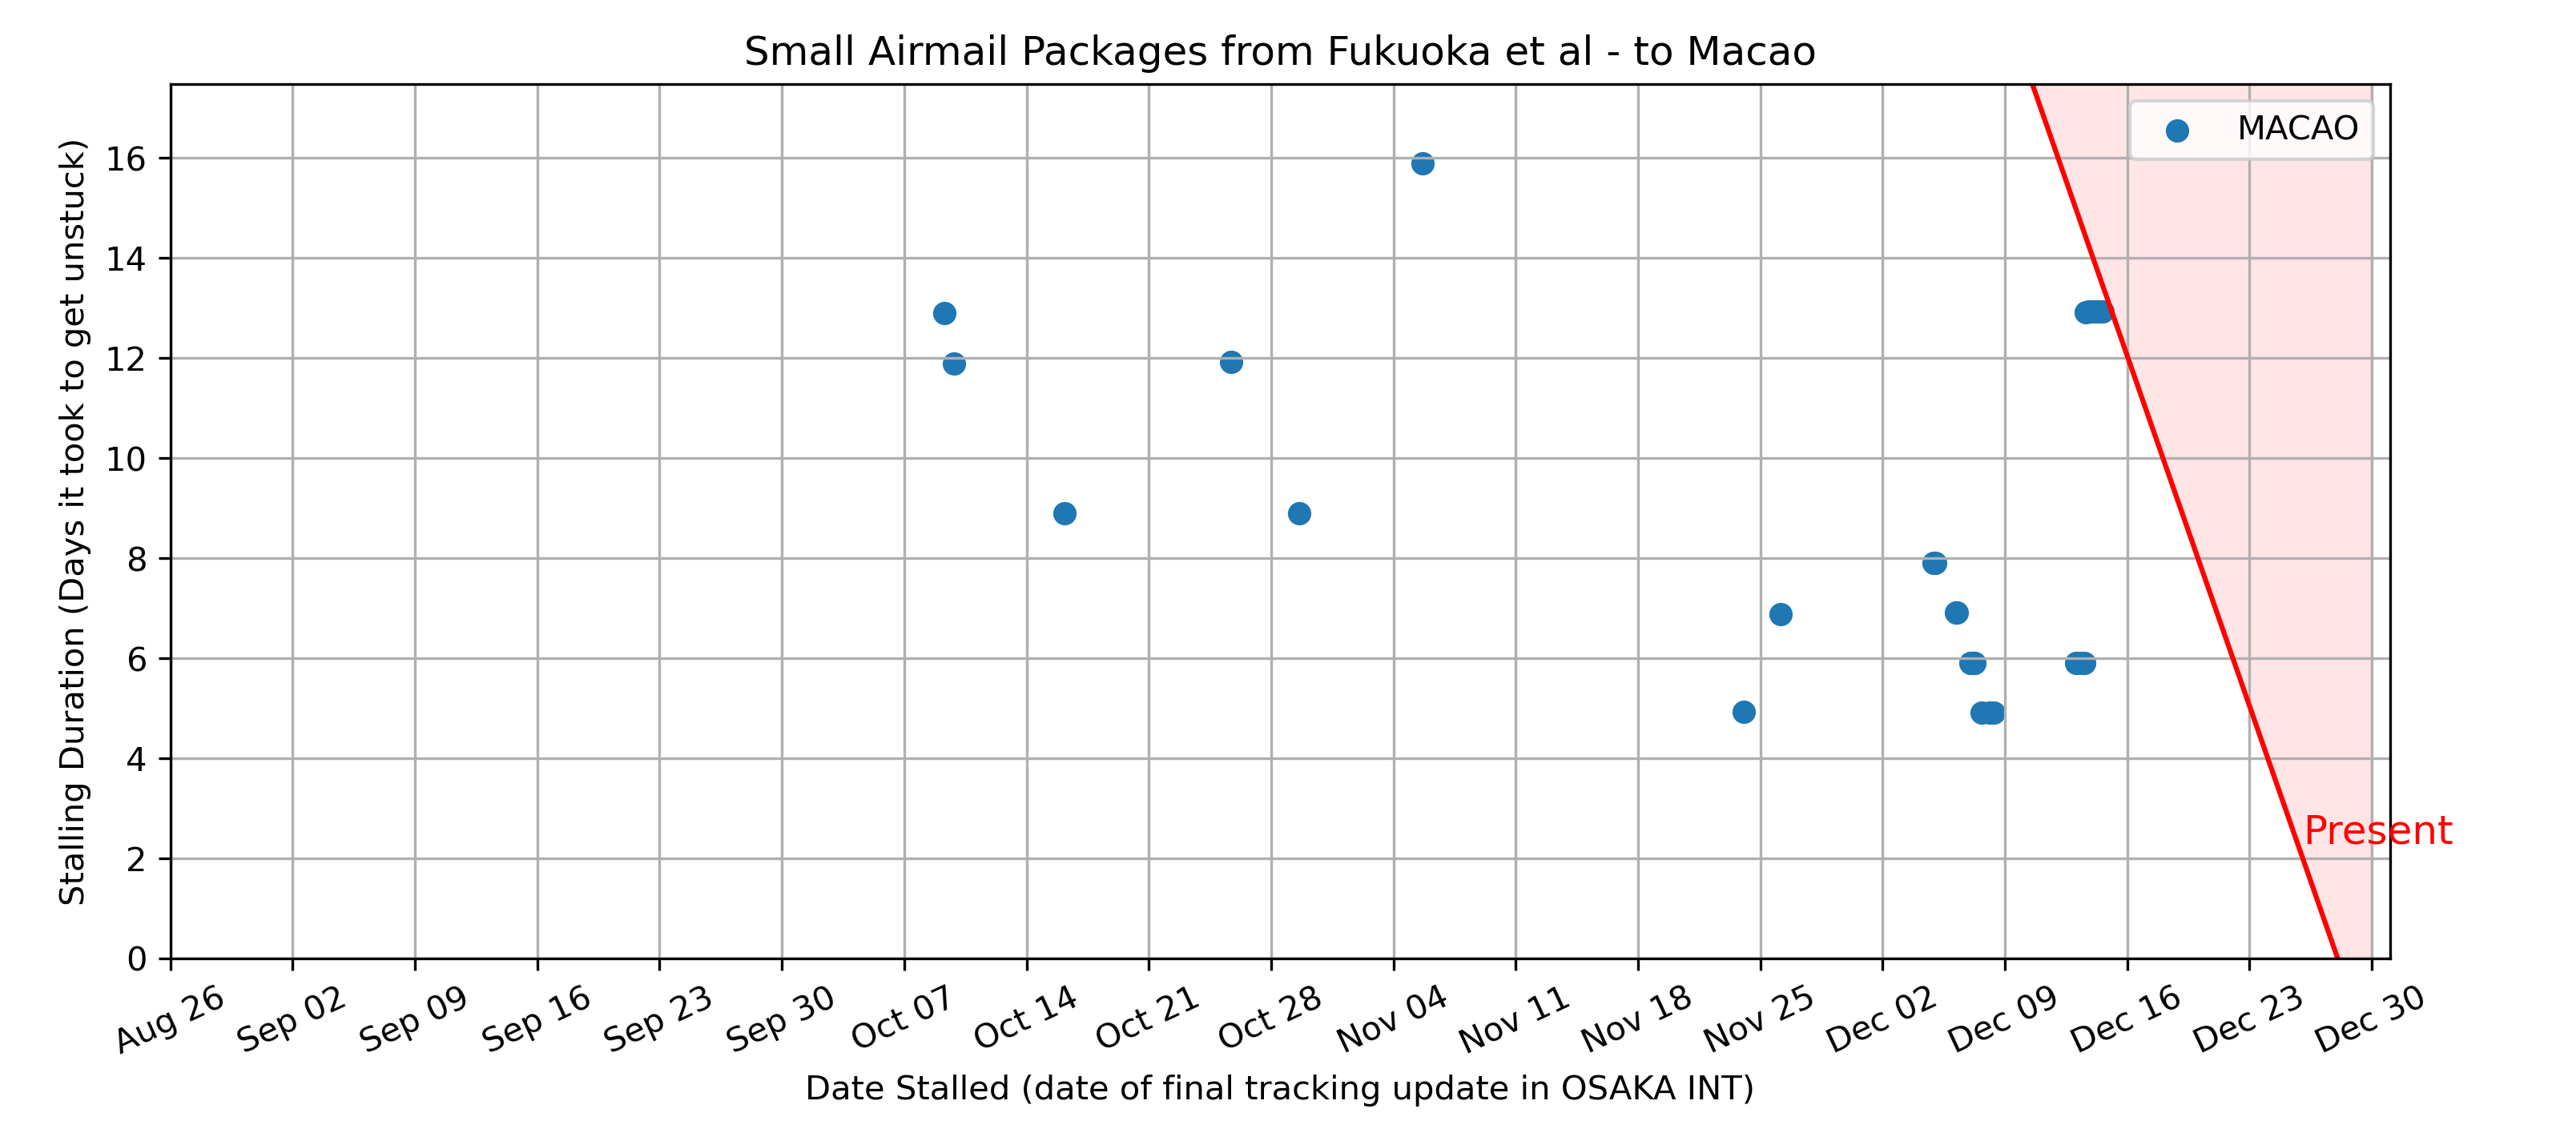 Small Airmail Packages from Fukuoka et al - to Macao
MACAO
Stalling Duration (Days it took to get unstuck)
16
14
12
10
8
6
4
2
0
Present
Aug 26 Sep 02 Sep 09 Sep 16 Sep 23 Sep 30 Oct 07 Oct 14 Oct 21 Oct 28 Nov 04 Nov 11 Nov 18 Nov 25 Dec 02 Dec 09 Dec 16 Dec 23 Dec 30
Date Stalled (date of final tracking update in OSAKA INT)